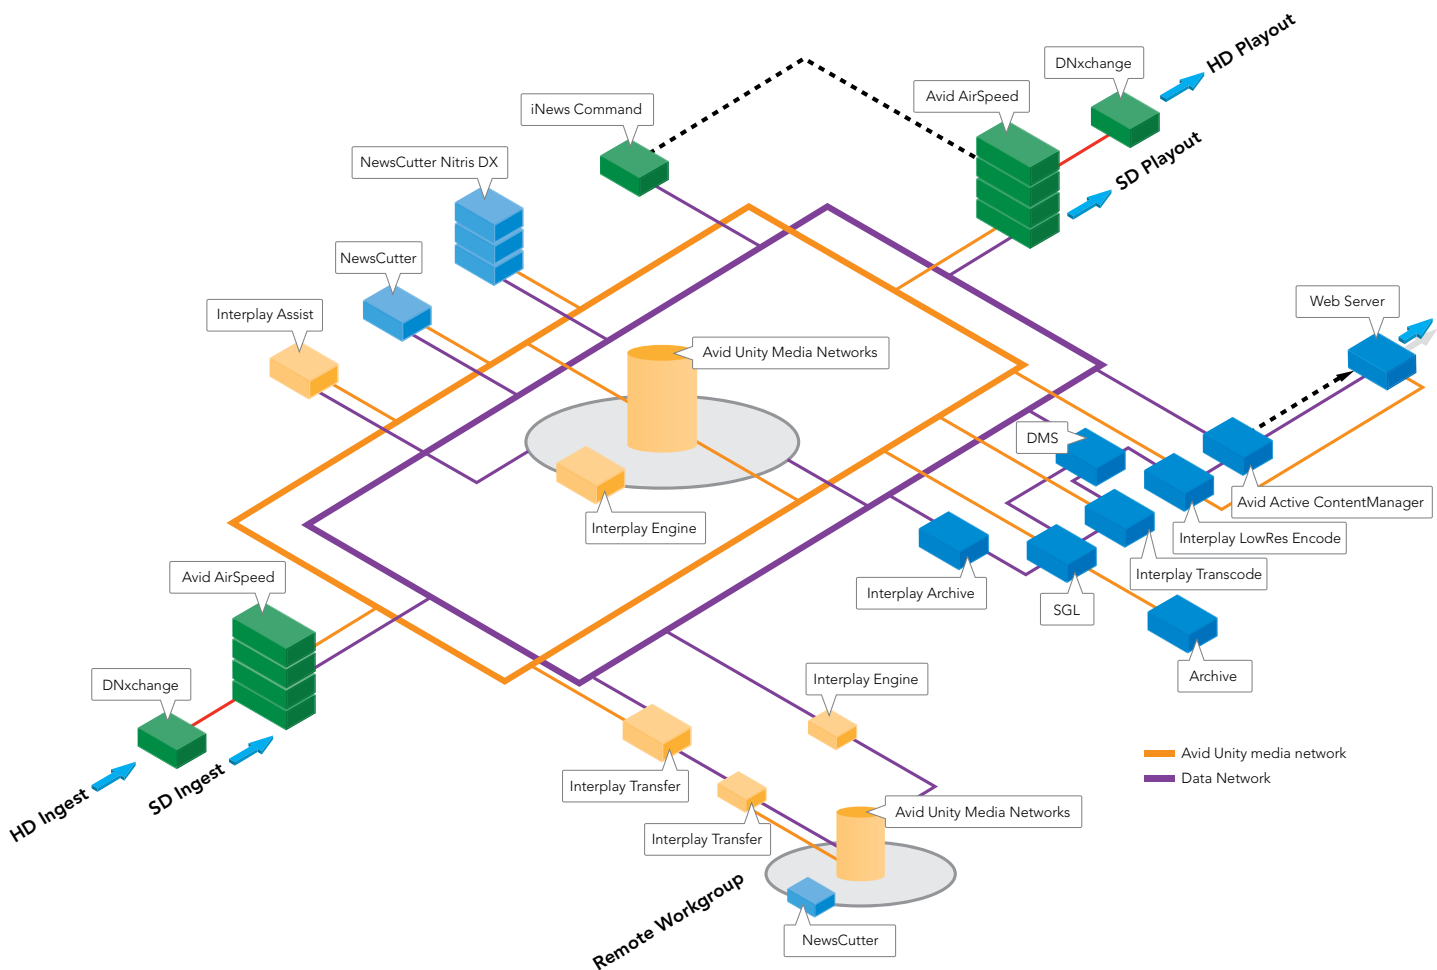 HD Playout
DNxchange
Avid AirSpeed
iNews Command
SD Playout
NewsCutter Nitris DX
NewsCutter
Interplay Assist
Web Server
Avid Unity Media Networks
DMS
Avid Active ContentManager
Interplay Engine
Interplay LowRes Encode
Interplay Transcode
Avid AirSpeed
Interplay Archive
SGL
Archive
DNxchange
Interplay Engine
Avid Unity media network
Data Network
SD Ingest
HD Ingest
Interplay Transfer
Avid Unity Media Networks
Interplay Transfer
Remote Workgroup
NewsCutter